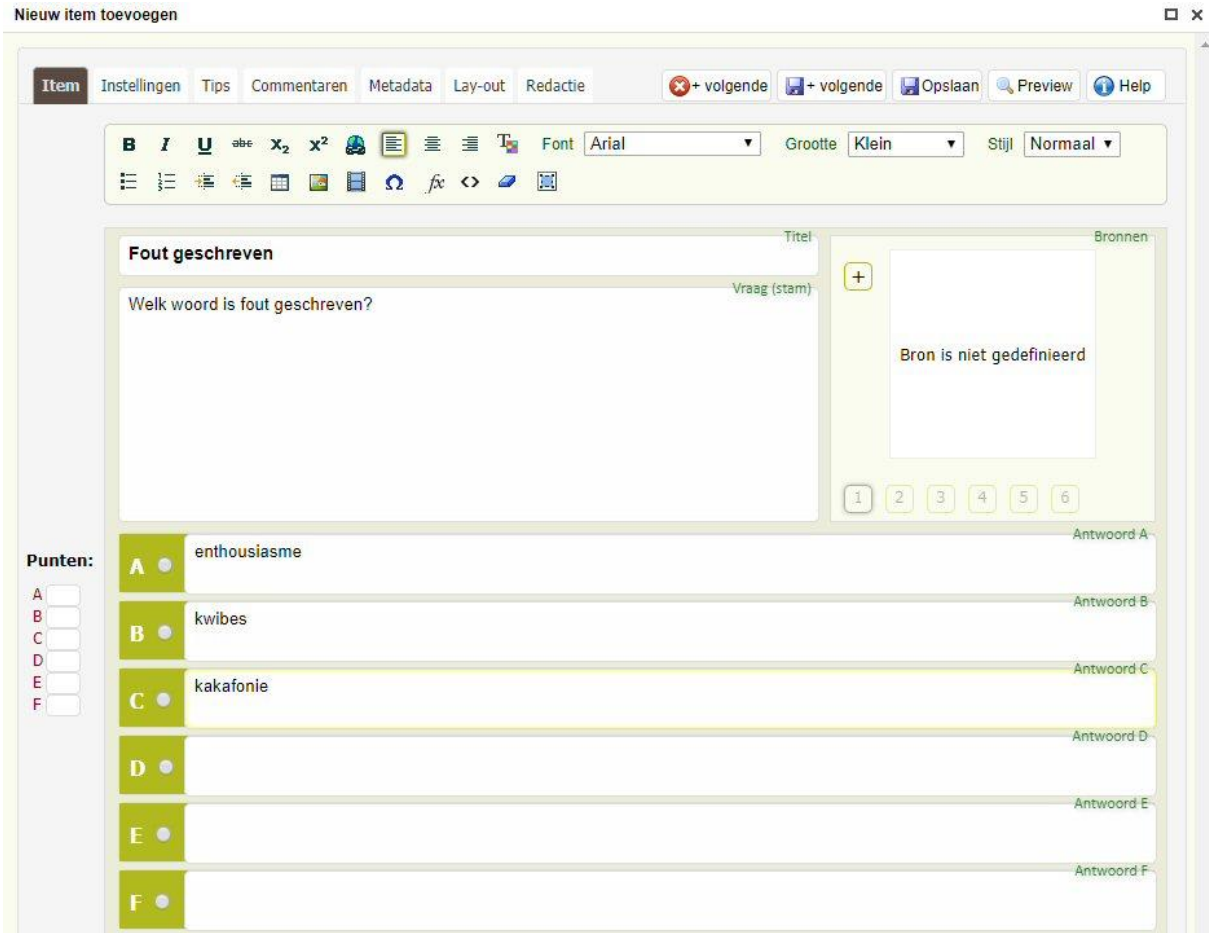 Nieuw item toevoegen
Item Instellingen Tips Commentaren Metadata Lay-out Redactie + volgende + volgende Opslaan Preview Help
B I U abc X₂ x² Font Arial Grootte Klein Stijl Normaal
Ω fx <>
Titel
Fout geschreven
Vraag (stam)
Welk woord is fout geschreven?
Bronnen
+
Bron is niet gedefinieerd
1 2 3 4 5 6
Punten:
A
B
C
D
E
F
Antwoord A
A enthousiasme
Antwoord B
B kwibes
Antwoord C
C kakafonie
Antwoord D
D
Antwoord E
E
Antwoord F
F